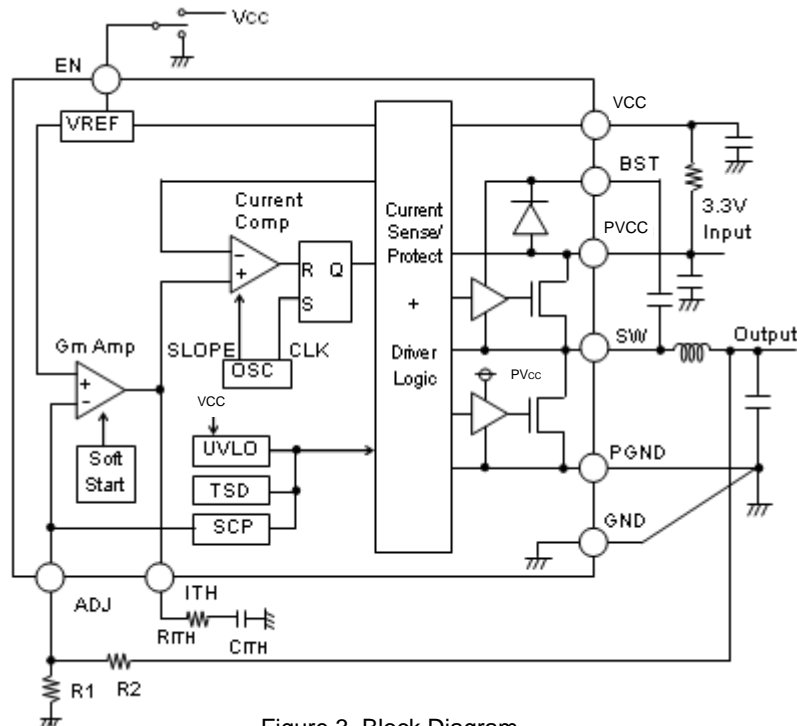 VCC
EN
VREF
VCC
BST
3.3V
Input
PVCC
Current
Comp
Current
Sense/
Protect
+
Driver
Logic
-
+
R Q
S
Gm Amp
SLOPE
CLK
OSC
+
-
VCC
PVCC
SW
Output
UVLO
Soft
Start
TSD
SCP
PGND
GND
ADJ
ITH
RITH
CITH
R1
R2
Figure 3. Block Diagram